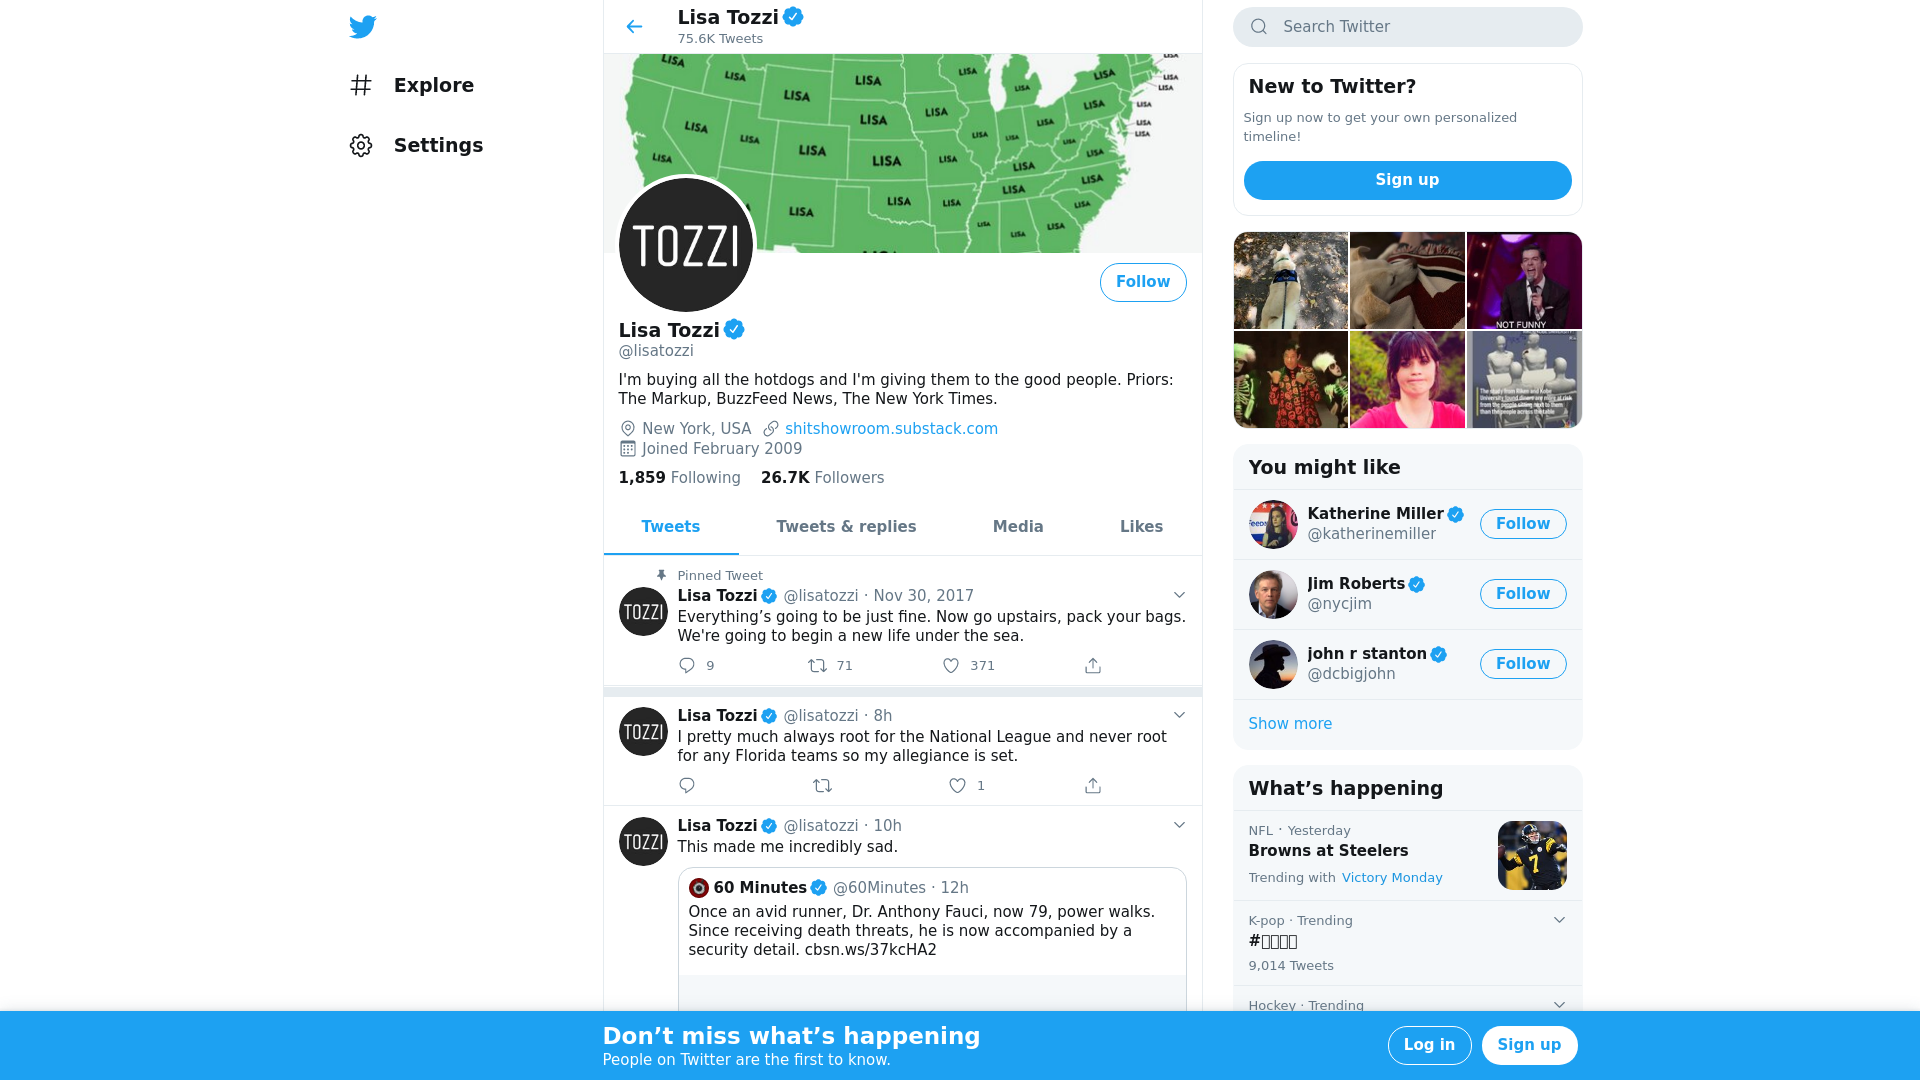 Explore
Settings
Lisa Tozzi
75.6K Tweets
LISA LISA LISA LISA LISA LISA
LISA LISA LISA LISA
LISA LISA LISA LISA LISA LISA LISA
LISA LISA LISA LISA LISA
LISA LISA LISA LISA
LISA LISA LISA LISA LISA
TOZZI
Follow
Lisa Tozzi
@lisatozzi
I'm buying all the hotdogs and I'm giving them to the good people. Priors:
The Markup, BuzzFeed News, The New York Times.
New York, USA shitshowroom.substack.com
Joined February 2009
1,859 Following 26.7K Followers
Tweets Tweets & replies Media Likes
Pinned Tweet
TOZZI
Lisa Tozzi @lisatozzi · Nov 30, 2017
Everything’s going to be just fine. Now go upstairs, pack your bags.
We're going to begin a new life under the sea.
9 71 371
TOZZI
Lisa Tozzi @lisatozzi · 8h
I pretty much always root for the National League and never root
for any Florida teams so my allegiance is set.
1
TOZZI
Lisa Tozzi @lisatozzi · 10h
This made me incredibly sad.
60 Minutes @60Minutes · 12h
Once an avid runner, Dr. Anthony Fauci, now 79, power walks.
Since receiving death threats, he is now accompanied by a
security detail. cbsn.ws/37kcHA2
Search Twitter
New to Twitter?
Sign up now to get your own personalized
timeline!
Sign up
NOT FUNNY
You might like
Katherine Miller
@katherinemiller
Follow
Jim Roberts
@nycjim
Follow
john r stanton
@dcbigjohn
Follow
Show more
What’s happening
NFL · Yesterday
Browns at Steelers
Trending with Victory Monday
K-pop · Trending
#
9,014 Tweets
Hockey · Trending
Don’t miss what’s happening
People on Twitter are the first to know.
Log in
Sign up